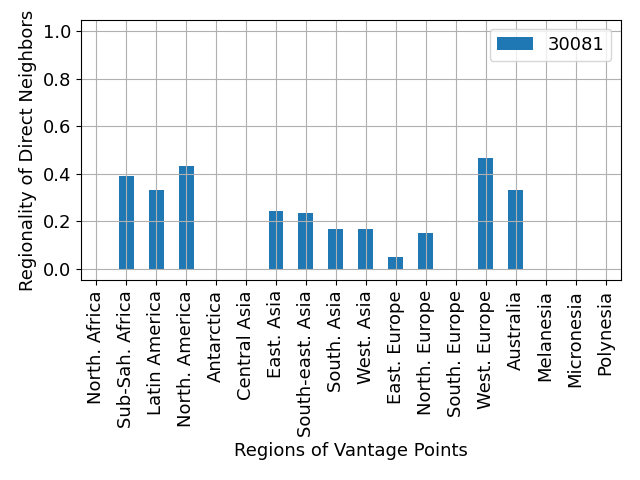 Regionality of Direct Neighbors
1.0
0.8
0.6
0.4
0.2
0.0
30081
North. Africa
Sub-Sah. Africa
Latin America
North. America
Antarctica
Central Asia
East. Asia
South-east. Asia
South. Asia
West. Asia
East. Europe
North. Europe
South. Europe
West. Europe
Australia
Melanesia
Micronesia
Polynesia
Regions of Vantage Points